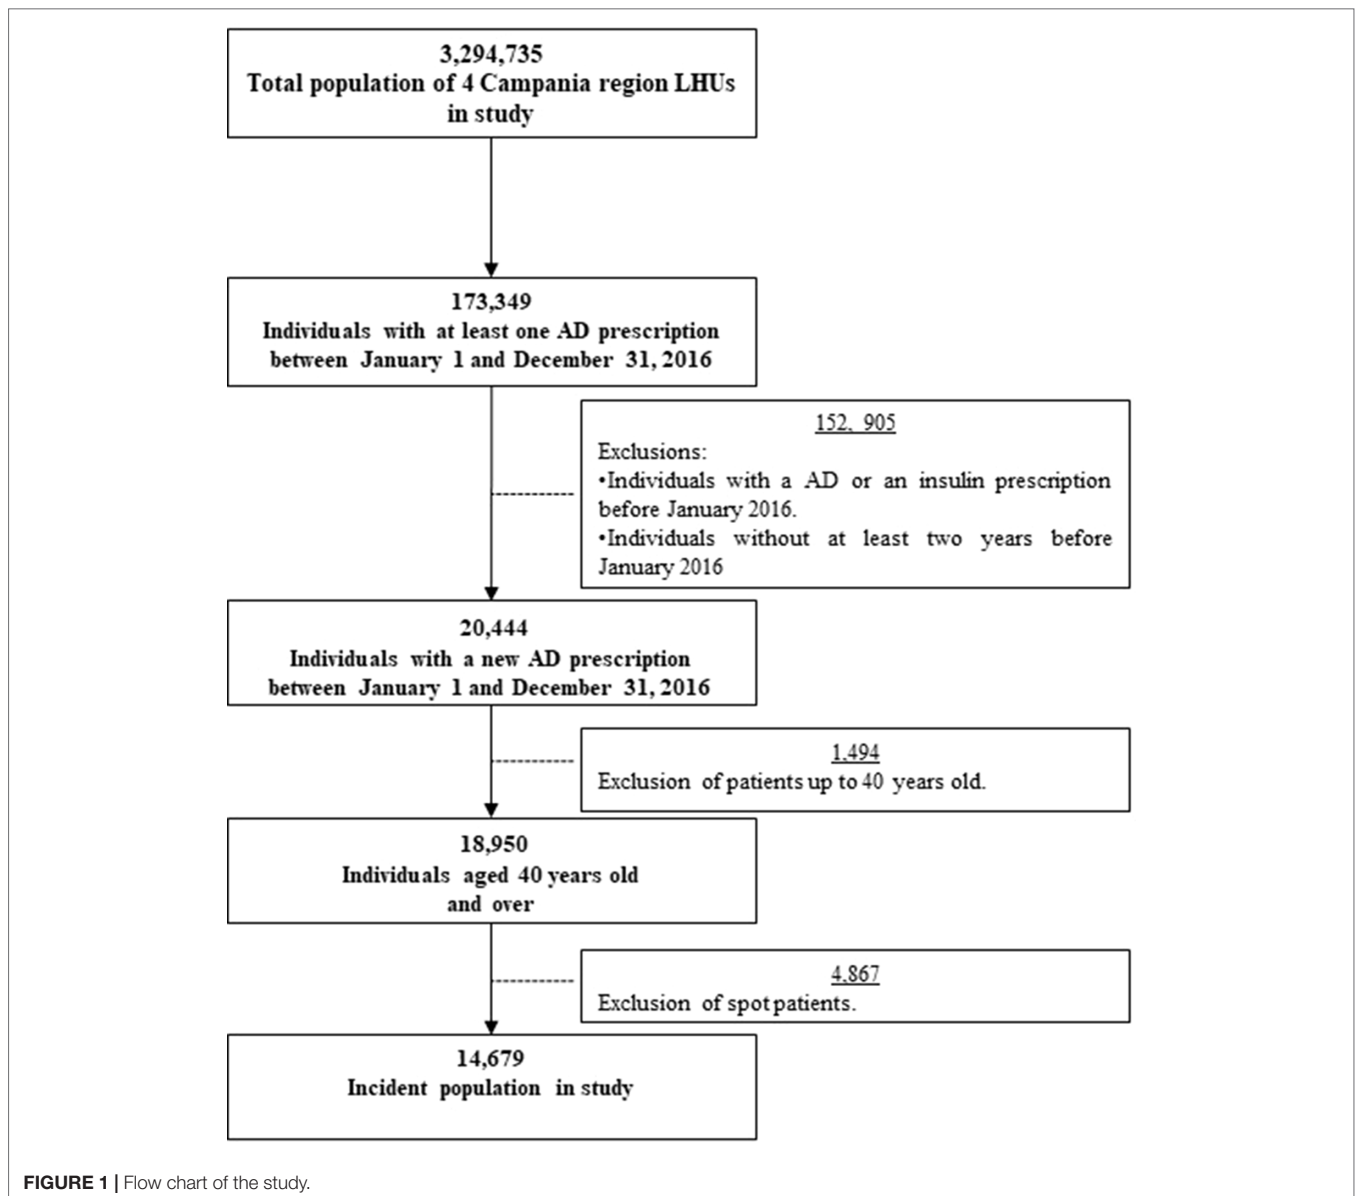 3,294,735
Total population of 4 Campania region LHUs
in study
173,349
Individuals with at least one AD prescription
between January 1 and December 31, 2016
152, 905
Exclusions:
•Individuals with a AD or an insulin prescription
before January 2016.
•Individuals without at least two years before
January 2016
20,444
Individuals with a new AD prescription
between January 1 and December 31, 2016
1,494
Exclusion of patients up to 40 years old.
18,950
Individuals aged 40 years old
and over
4,867
Exclusion of spot patients.
14,679
Incident population in study
FIGURE 1 | Flow chart of the study.